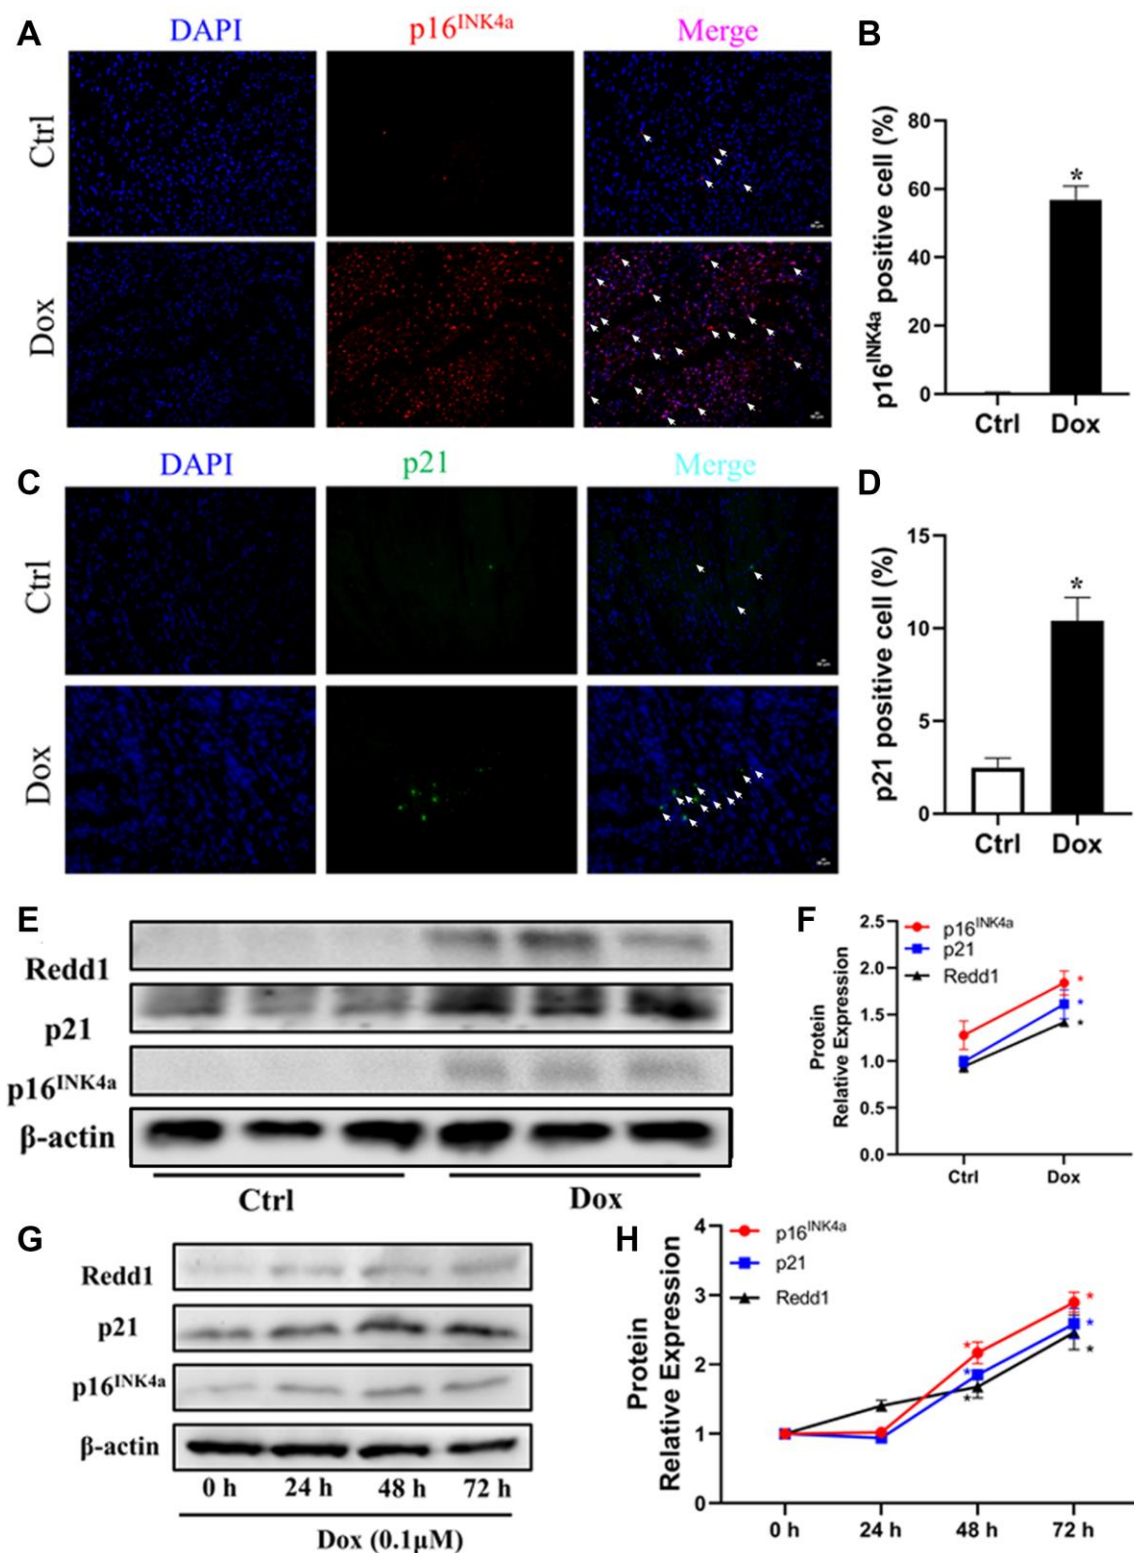 A
DAPI
p16INK4a
Merge
Ctrl
Dox
B
p16INK4a positive cell (%)
80
60
40
20
0
Ctrl
Dox
*
C
DAPI
p21
Merge
Ctrl
Dox
D
p21 positive cell (%)
15
10
5
0
Ctrl
Dox
*
E
Redd1
p21
p16INK4a
β-actin
Ctrl
Dox
F
Protein
Relative Expression
2.5
2.0
1.5
1.0
0.5
0.0
p16INK4a
p21
Redd1
*
*
*
Ctrl
Dox
G
Redd1
p21
p16INK4a
β-actin
0 h 24 h 48 h 72 h
Dox (0.1μM)
H
Protein
Relative Expression
4
3
2
1
0
p16INK4a
p21
Redd1
* *
* *
* *
0 h 24 h 48 h 72 h